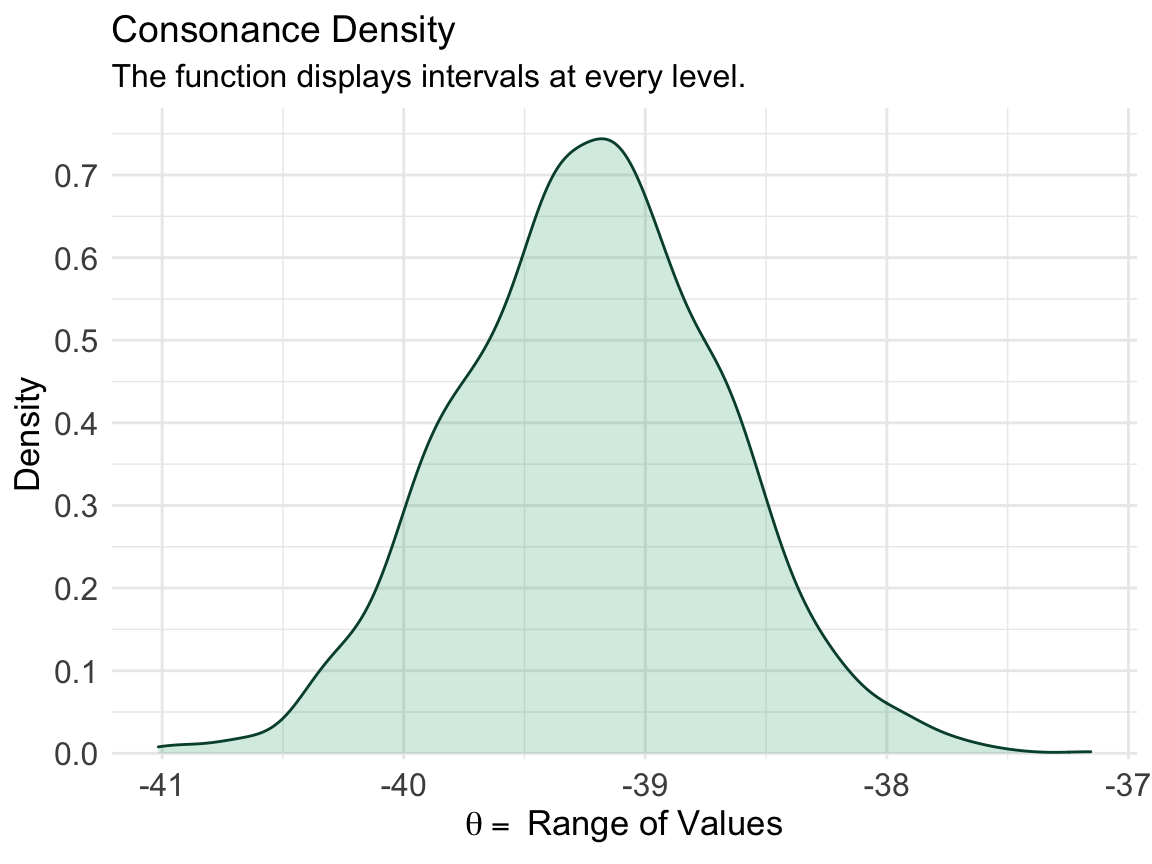 Consonance Density
The function displays intervals at every level.
0.7
0.6
0.5
0.4
0.3
0.2
0.1
0.0
Density
-41 -40 -39 -38 -37
θ = Range of Values